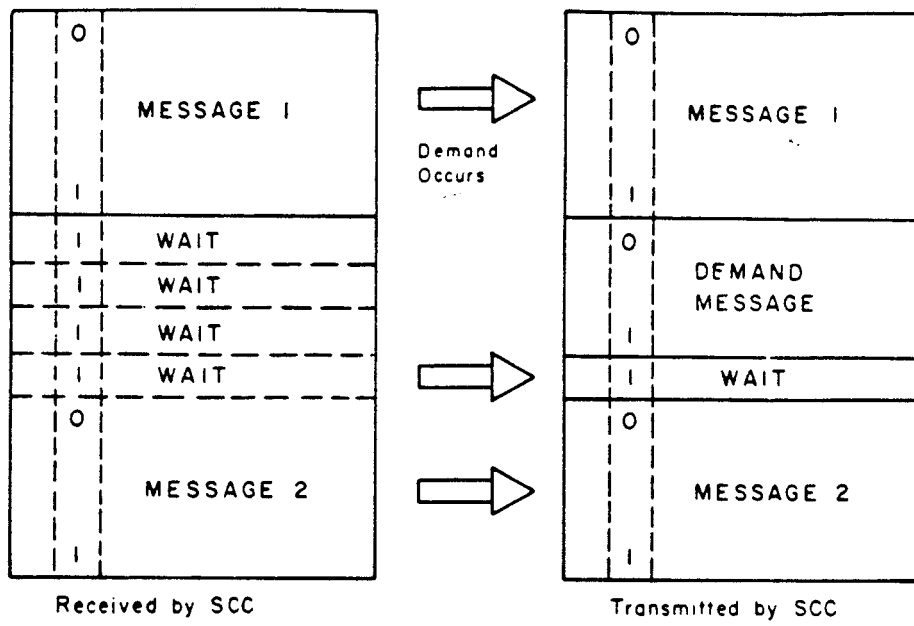 0
MESSAGE 1
1
1 WAIT
1 WAIT
1 WAIT
1 WAIT
0
MESSAGE 2
1
Received by SCC
Demand
Occurs
0
MESSAGE 1
1
0
DEMAND
MESSAGE
1
1 WAIT
0
MESSAGE 2
1
Transmitted by SCC